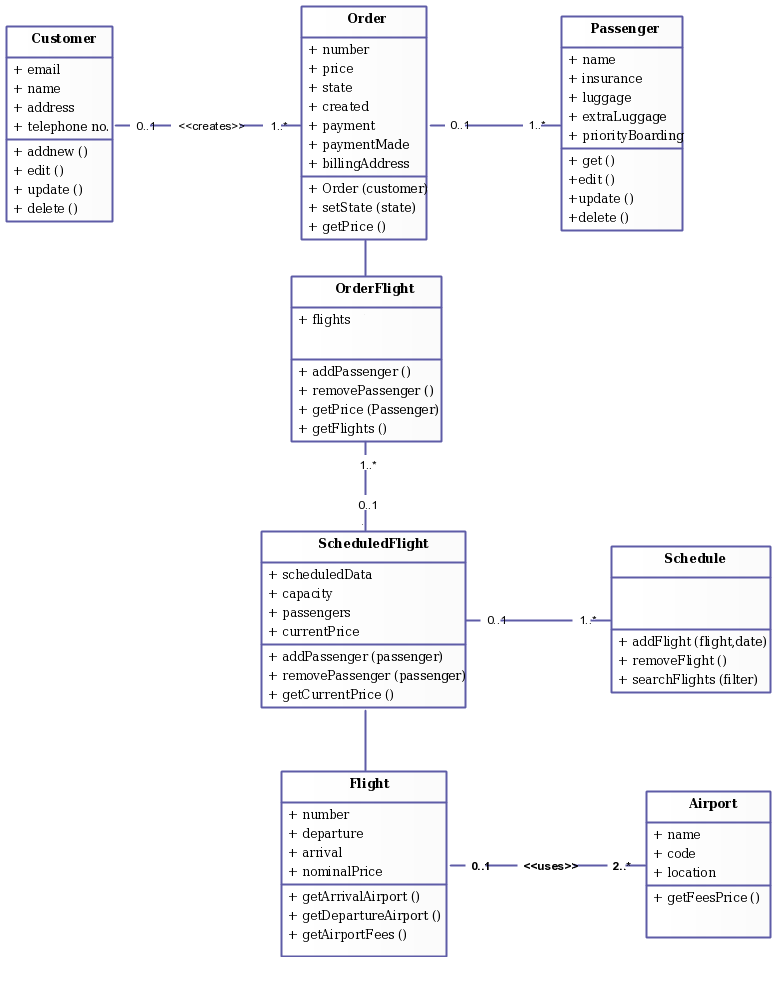 Customer
+ email
+ name
+ address
+ telephone no.
+ addnew ()
+ edit ()
+ update ()
+ delete ()
0..1
<<creates>>
1..*
Order
+ number
+ price
+ state
+ created
+ payment
+ paymentMade
+ billingAddress
+ Order (customer)
+ setState (state)
+ getPrice ()
0..1
1..*
Passenger
+ name
+ insurance
+ luggage
+ extraLuggage
+ priorityBoarding
+ get ()
+edit ()
+update ()
+delete ()
OrderFlight
+ flights
+ addPassenger ()
+ removePassenger ()
+ getPrice (Passenger)
+ getFlights ()
1..*
0..1
ScheduledFlight
+ scheduledData
+ capacity
+ passengers
+ currentPrice
+ addPassenger (passenger)
+ removePassenger (passenger)
+ getCurrentPrice ()
0..1
1..*
Schedule
+ addFlight (flight,date)
+ removeFlight ()
+ searchFlights (filter)
Flight
+ number
+ departure
+ arrival
+ nominalPrice
+ getArrivalAirport ()
+ getDepartureAirport ()
+ getAirportFees ()
0..1
<<uses>>
2..*
Airport
+ name
+ code
+ location
+ getFeesPrice ()